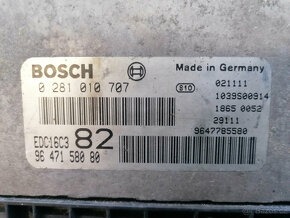 BOSCH
Made in Germany
0 281 010 707
S10
021111
1039S00914
1865 0052
29111
9647785580
EDC16C3 82
96 471 580 80